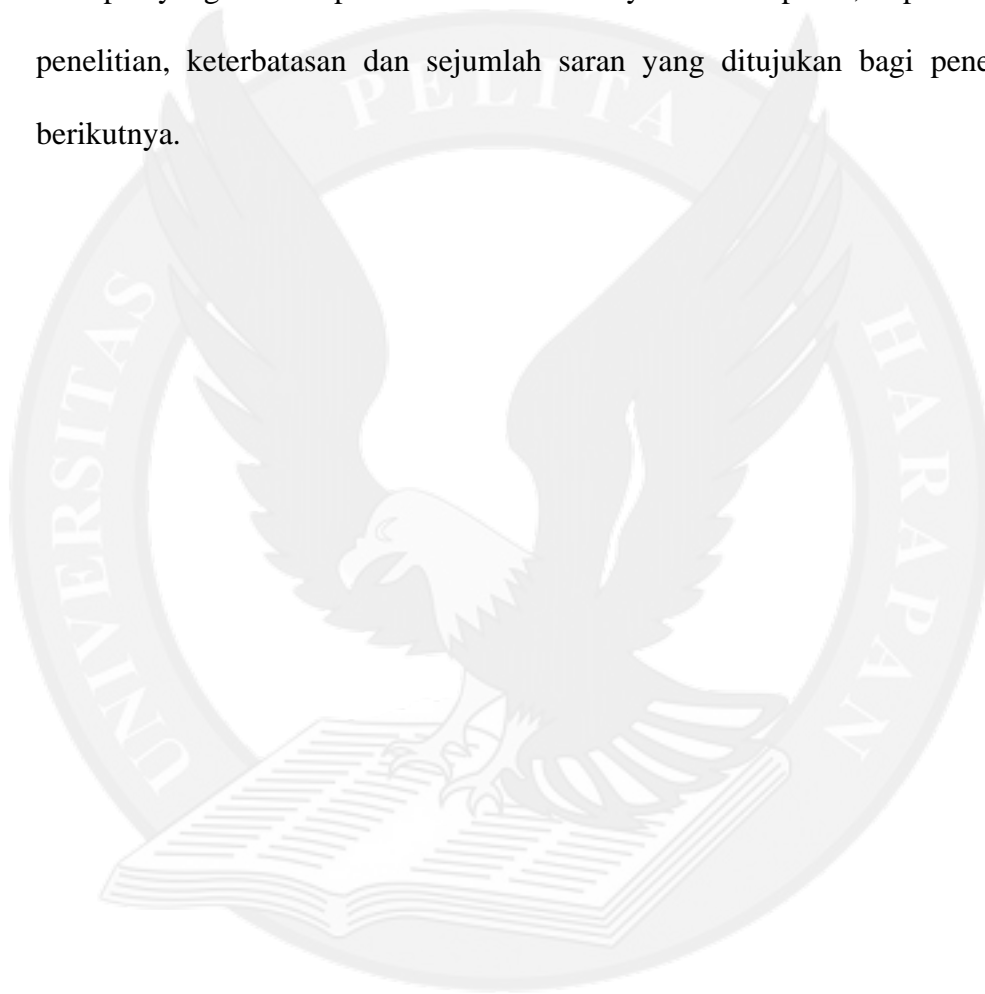 penelitian, keterbatasan dan sejumlah saran yang ditujukan bagi pene
berikutnya.
UNIVERSITAS PELITA HARAPAN